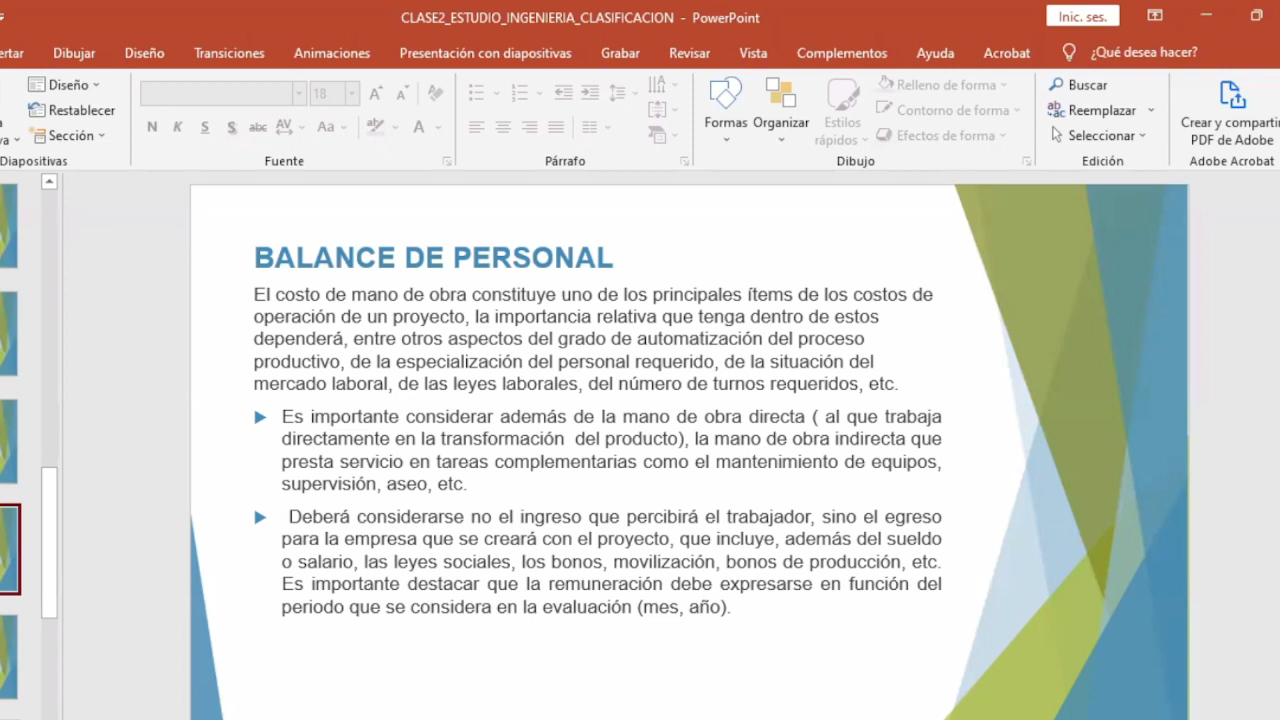 CLASE2_ESTUDIO_INGENIERIA_CLASIFICACION - PowerPoint
Inic. ses.
ertar Dibujar Diseño Transiciones Animaciones Presentación con diapositivas Grabar Revisar Vista Complementos Ayuda Acrobat ¿Qué desea hacer?
Diseño
Restablecer
Sección
Diapositivas
N K S S abc AV Aa A
Fuente
Párrafo
Formas Organizar Estilos rápidos
Relleno de forma
Contorno de forma
Efectos de forma
Dibujo
Buscar
Reemplazar
Seleccionar
Edición
Crear y comparti
PDF de Adobe
Adobe Acrobat
BALANCE DE PERSONAL
El costo de mano de obra constituye uno de los principales ítems de los costos de
operación de un proyecto, la importancia relativa que tenga dentro de estos
dependerá, entre otros aspectos del grado de automatización del proceso
productivo, de la especialización del personal requerido, de la situación del
mercado laboral, de las leyes laborales, del número de turnos requeridos, etc.
Es importante considerar además de la mano de obra directa ( al que trabaja
directamente en la transformación del producto), la mano de obra indirecta que
presta servicio en tareas complementarias como el mantenimiento de equipos,
supervisión, aseo, etc.
Deberá considerarse no el ingreso que percibirá el trabajador, sino el egreso
para la empresa que se creará con el proyecto, que incluye, además del sueldo
o salario, las leyes sociales, los bonos, movilización, bonos de producción, etc.
Es importante destacar que la remuneración debe expresarse en función del
periodo que se considera en la evaluación (mes, año).